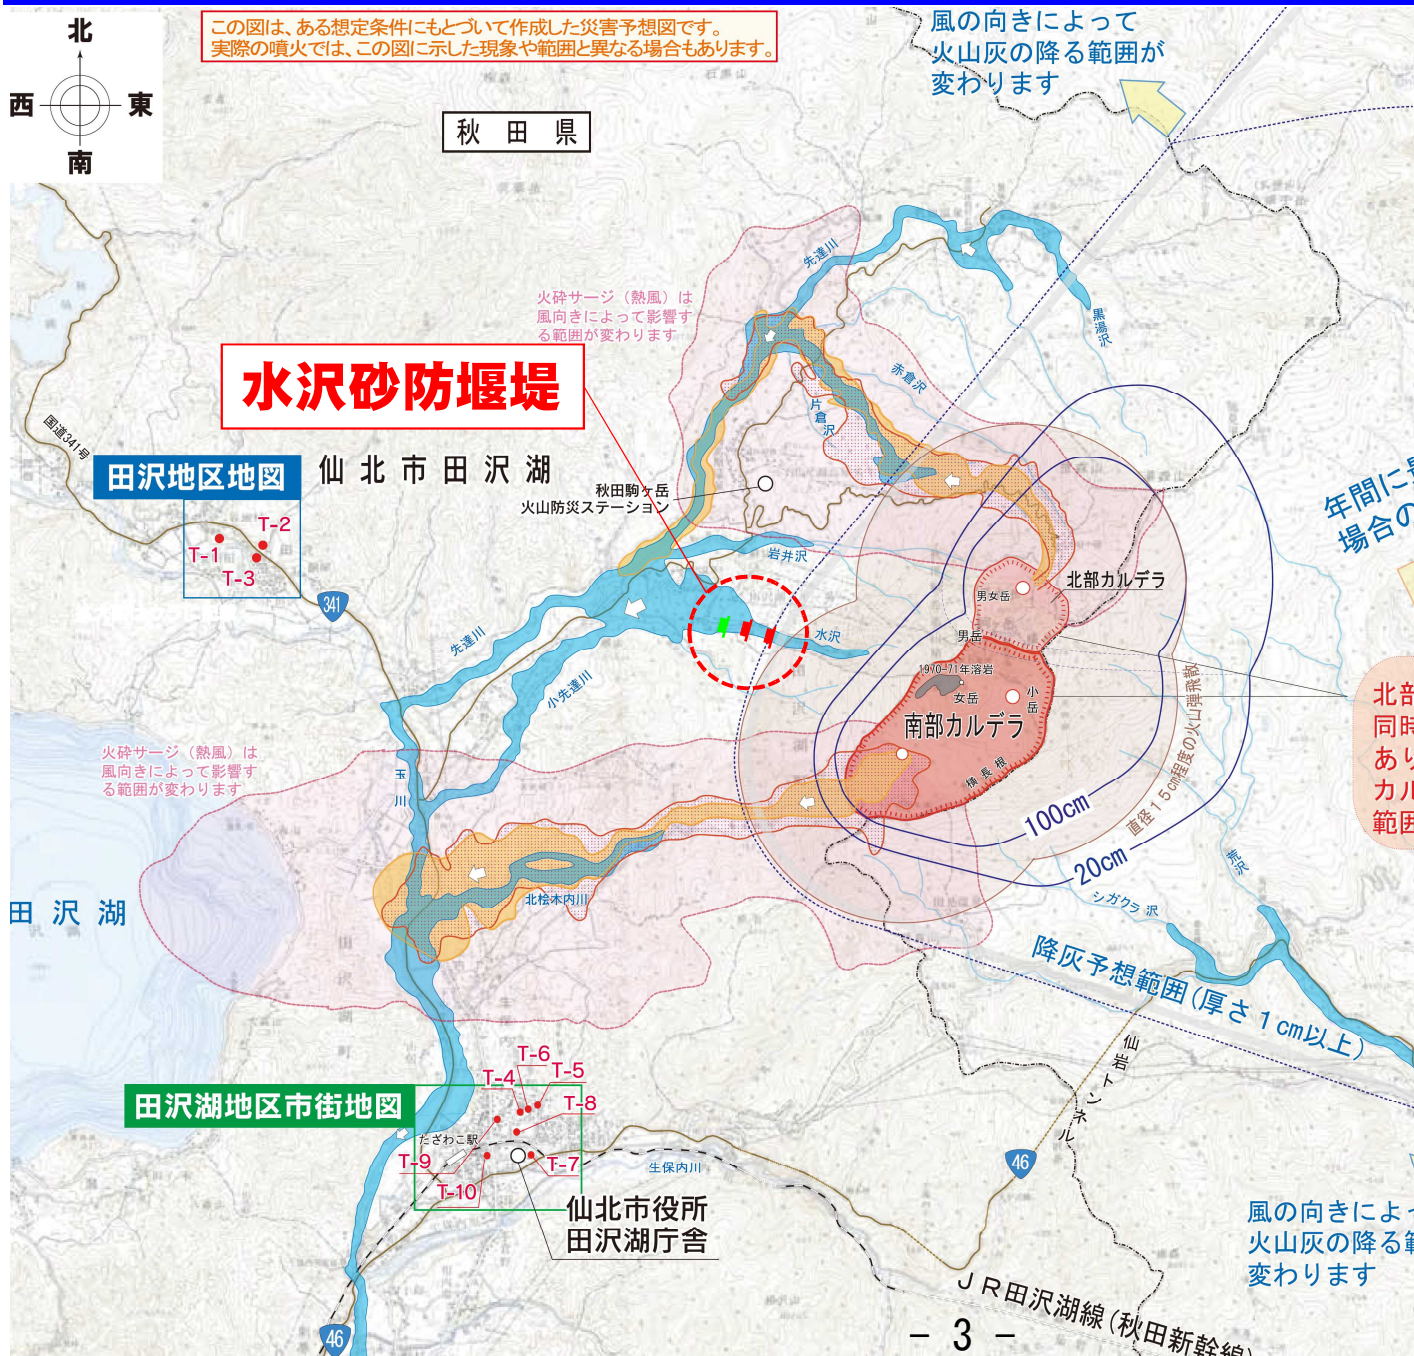 北
西
東
南
この図は、ある想定条件にもとづいて作成した災害予想図です。
実際の噴火では、この図に示した現象や範囲と異なる場合もあります。
風の向きによって
火山灰の降る範囲が
変わります
秋田県
先達川
黒湯沢
火砕サージ（熱風）は
風向きによって影響す
る範囲が変わります
水沢砂防堰堤
赤倉沢
片倉沢
国道341号
田沢地区地図
仙北市田沢湖
秋田駒ヶ岳
火山防災ステーション
年間に
場合の
T-1
T-2
T-3
341
岩井沢
北部カルデラ
男女岳
水沢
男岳
先達川
小先達川
1970-71年溶岩
女岳
小岳
南部カルデラ
横長根
直径15cm程度の火山弾飛散
北部
同時
あり
カル
範囲
火砕サージ（熱風）は
風向きによって影響す
る範囲が変わります
玉川
100cm
20cm
荒沢
シガクラ沢
北桧木内川
田沢湖
降灰予想範囲(厚さ1cm以上)
仙岩トンネル
T-6
T-5
T-4
T-8
田沢湖地区市街地図
たざわこ駅
T-9
T-7
T-10
生保内川
46
仙北市役所
田沢湖庁舎
風の向きによっ
火山灰の降る範
変わります
JR田沢湖線(秋田新幹線)
46
- 3 -